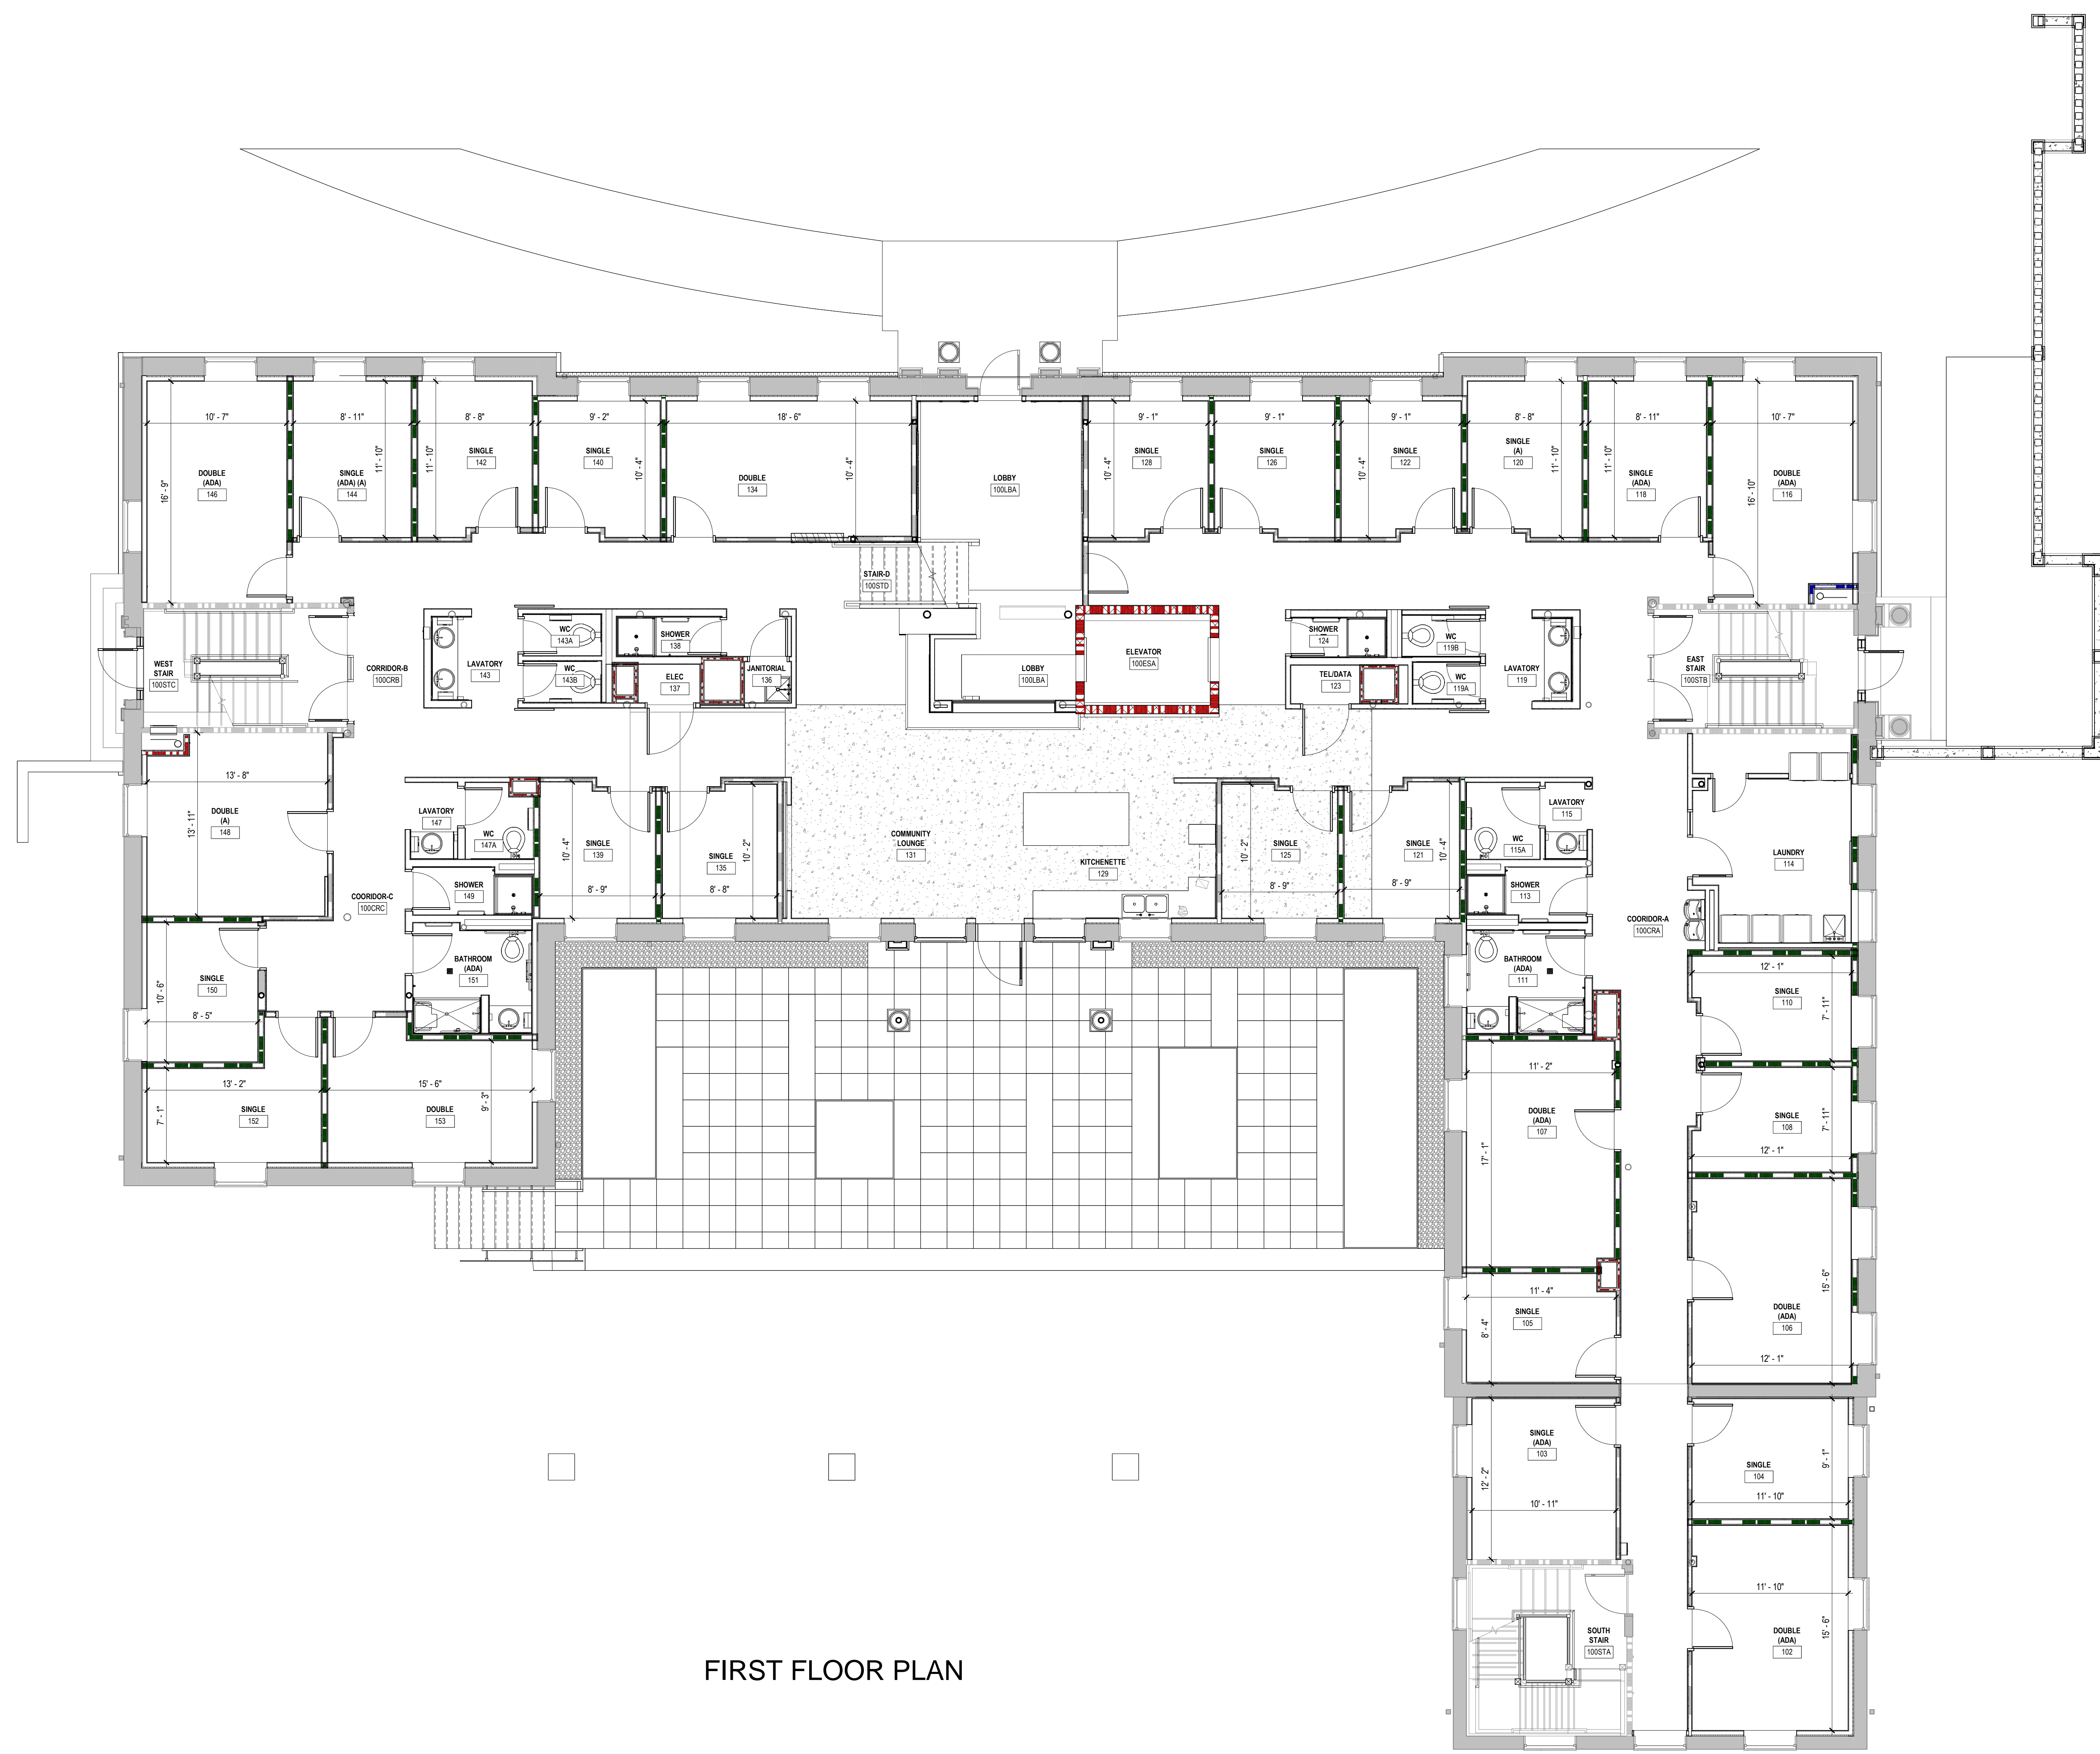 10' - 7"
8' - 11"
8' - 8"
9' - 2"
18' - 6"
9' - 1"
9' - 1"
9' - 1"
8' - 8"
8' - 11"
10' - 7"
16' - 9"
11' - 10"
11' - 10"
10' - 4"
10' - 4"
10' - 4"
10' - 4"
11' - 10"
11' - 10"
16' - 10"
DOUBLE
(ADA)
146
SINGLE
(ADA) (A)
144
SINGLE
142
SINGLE
140
DOUBLE
134
LOBBY
100LBA
SINGLE
128
SINGLE
126
SINGLE
122
SINGLE
(A)
120
SINGLE
(ADA)
118
DOUBLE
(ADA)
116
STAIR-D
100STD
WEST
STAIR
100STC
CORRIDOR-B
100CRB
LAVATORY
143
WC
143A
WC
143B
SHOWER
138
ELEC
137
JANITORIAL
136
LOBBY
100LBA
ELEVATOR
100ESA
SHOWER
124
TEL/DATA
123
WC
119B
WC
119A
LAVATORY
119
EAST
STAIR
100STB
13' - 8"
13' - 11"
DOUBLE
(A)
148
LAVATORY
147
WC
147A
SHOWER
149
COORIDOR-C
100CRC
BATHROOM
(ADA)
151
10' - 4"
SINGLE
139
8' - 9"
10' - 2"
SINGLE
135
8' - 8"
COMMUNITY
LOUNGE
131
KITCHENETTE
129
10' - 2"
SINGLE
125
8' - 9"
SINGLE
121
10' - 4"
8' - 9"
LAVATORY
115
WC
115A
SHOWER
113
BATHROOM
(ADA)
111
LAUNDRY
114
COORIDOR-A
100CRA
SINGLE
150
10' - 6"
8' - 5"
13' - 2"
7' - 1"
SINGLE
152
15' - 6"
DOUBLE
153
9' - 3"
12' - 1"
SINGLE
110
7' - 11"
11' - 2"
DOUBLE
(ADA)
107
17' - 1"
SINGLE
108
7' - 11"
12' - 1"
11' - 4"
SINGLE
105
8' - 4"
15' - 6"
DOUBLE
(ADA)
106
12' - 1"
SINGLE
(ADA)
103
12' - 2"
10' - 11"
SINGLE
104
9' - 1"
11' - 10"
11' - 10"
SOUTH
STAIR
100STA
DOUBLE
(ADA)
102
15' - 6"
FIRST FLOOR PLAN